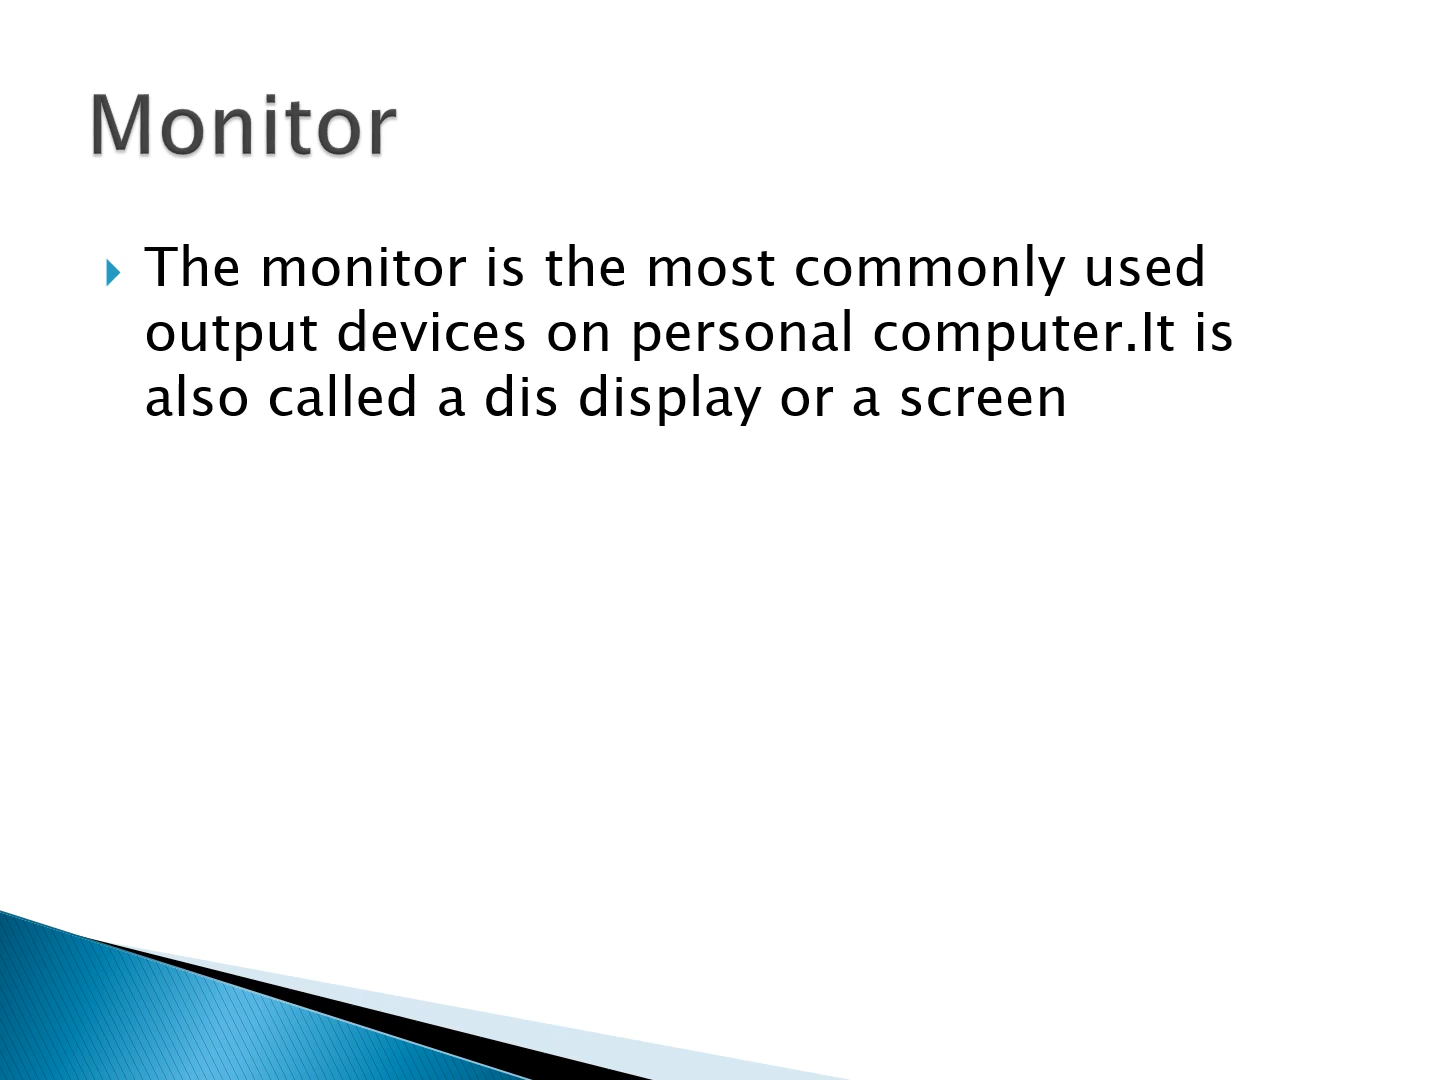 Monitor
The monitor is the most commonly used
output devices on personal computer.It is
also called a dis display or a screen